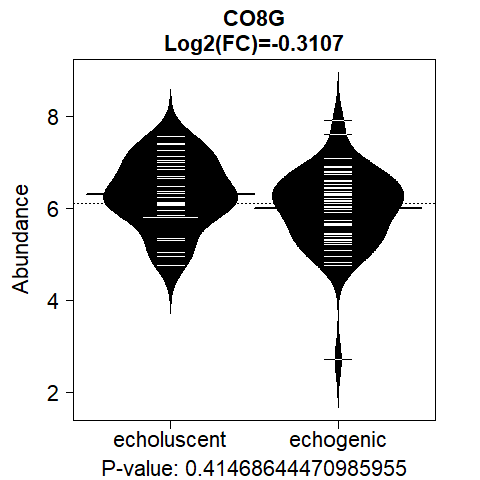 CO8G
Log2(FC)=-0.3107
Abundance
8
6
4
2
echoluscent echogenic
P-value: 0.41468644470985955